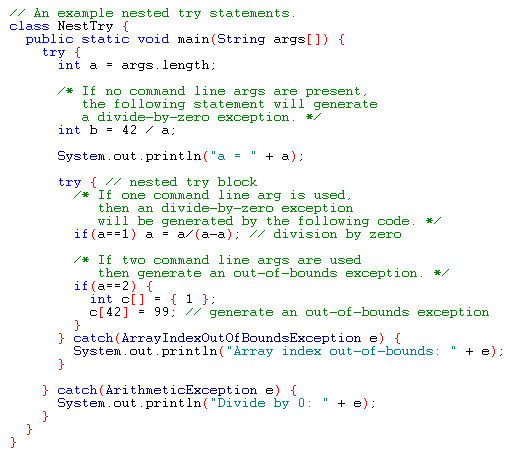 // An example nested try statements.
class NestTry {
  public static void main(String args[]) {
    try {
      int a = args.length;

      /* If no command line args are present,
         the following statement will generate
         a divide-by-zero exception. */
      int b = 42 / a;

      System.out.println("a = " + a);

      try { // nested try block
        /* If one command line arg is used,
           then an divide-by-zero exception
           will be generated by the following code. */
        if(a==1) a = a/(a-a); // division by zero

        /* If two command line args are used
           then generate an out-of-bounds exception. */
        if(a==2) {
          int c[] = { 1 };
          c[42] = 99; // generate an out-of-bounds exception
        }
      } catch(ArrayIndexOutOfBoundsException e) {
        System.out.println("Array index out-of-bounds: " + e);
      }

    } catch(ArithmeticException e) {
      System.out.println("Divide by 0: " + e);
    }
  }
}